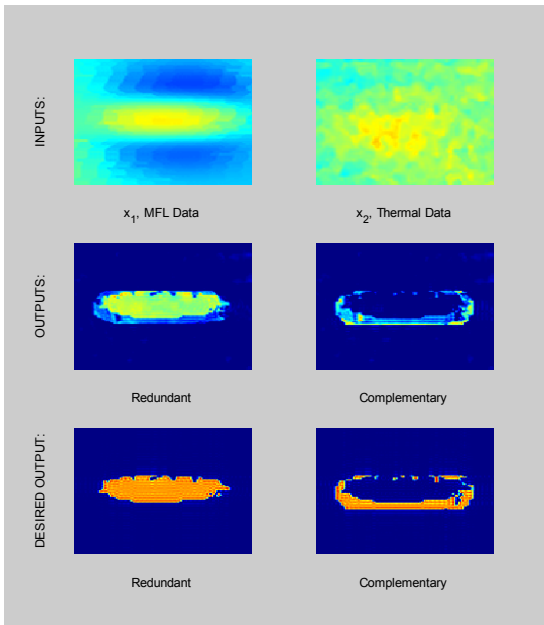 INPUTS:
x1, MFL Data
x2, Thermal Data
OUTPUTS:
Redundant
Complementary
DESIRED OUTPUT:
Redundant
Complementary